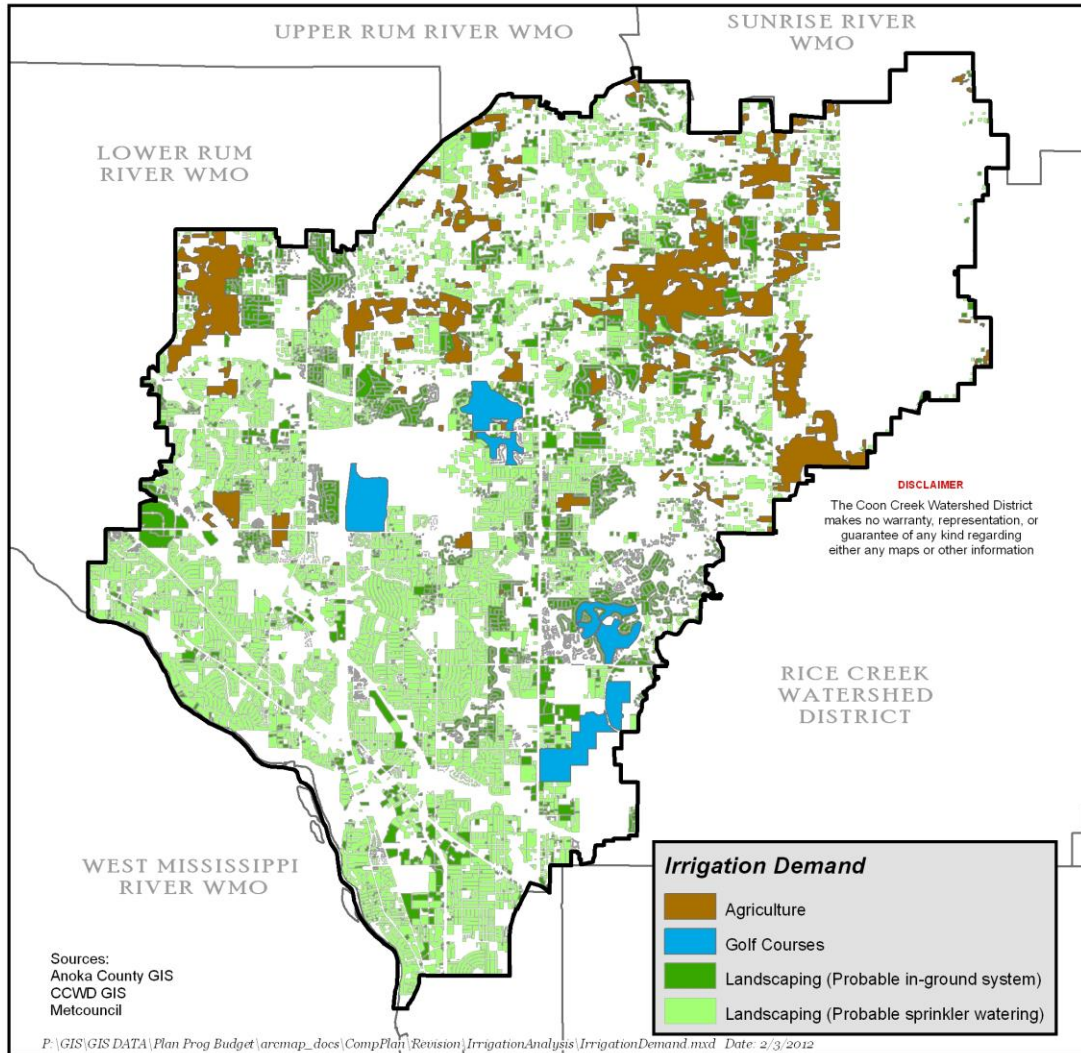 UPPER RUM RIVER WMO
SUNRISE RIVER
WMO
LOWER RUM
RIVER WMO
DISCLAIMER
The Coon Creek Watershed District
makes no warranty, representation, or
guarantee of any kind regarding
either any maps or other information
RICE CREEK
WATERSHED
DISTRICT
WEST MISSISSIPPI
RIVER WMO
Irrigation Demand
Agriculture
Golf Courses
Landscaping (Probable in-ground system)
Landscaping (Probable sprinkler watering)
Sources:
Anoka County GIS
CCWD GIS
Metcouncil
P:\GIS\GIS DATA\Plan Prog Budget\arcmap_docs\CompPlan\Revision\IrrigationAnalysis\IrrigationDemand.mxd Date: 2/3/2012